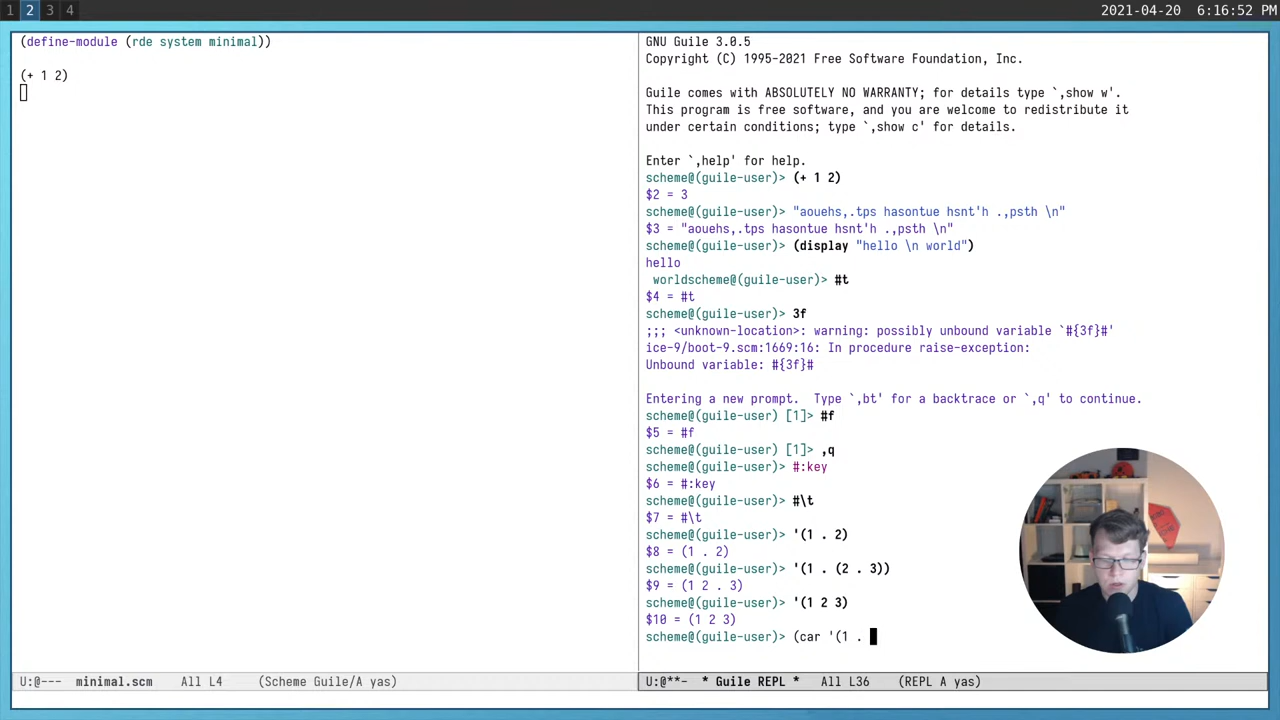 1 2 3 4
2021-04-20 6:16:52 PM
(define-module (rde system minimal))
(+ 1 2)
U:@--- minimal.scm All L4 (Scheme Guile/A yas)
GNU Guile 3.0.5
Copyright (C) 1995-2021 Free Software Foundation, Inc.
Guile comes with ABSOLUTELY NO WARRANTY; for details type `,show w'.
This program is free software, and you are welcome to redistribute it
under certain conditions; type `,show c' for details.
Enter `,help' for help.
scheme@(guile-user)> (+ 1 2)
$2 = 3
scheme@(guile-user)> "aouehs,.tps hasontue hsnt'h .,psth \n"
$3 = "aouehs,.tps hasontue hsnt'h .,psth \n"
scheme@(guile-user)> (display "hello \n world")
hello
 worldscheme@(guile-user)> #t
$4 = #t
scheme@(guile-user)> 3f
;;; <unknown-location>: warning: possibly unbound variable `#{3f}#'
ice-9/boot-9.scm:1669:16: In procedure raise-exception:
Unbound variable: #{3f}#
Entering a new prompt.  Type `,bt' for a backtrace or `,q' to continue.
scheme@(guile-user) [1]> #f
$5 = #f
scheme@(guile-user) [1]> ,q
scheme@(guile-user)> #:key
$6 = #:key
scheme@(guile-user)> #\t
$7 = #\t
scheme@(guile-user)> '(1 . 2)
$8 = (1 . 2)
scheme@(guile-user)> '(1 . (2 . 3))
$9 = (1 2 . 3)
scheme@(guile-user)> '(1 2 3)
$10 = (1 2 3)
scheme@(guile-user)> (car '(1 .
U:@**- * Guile REPL * All L36 (REPL A yas)